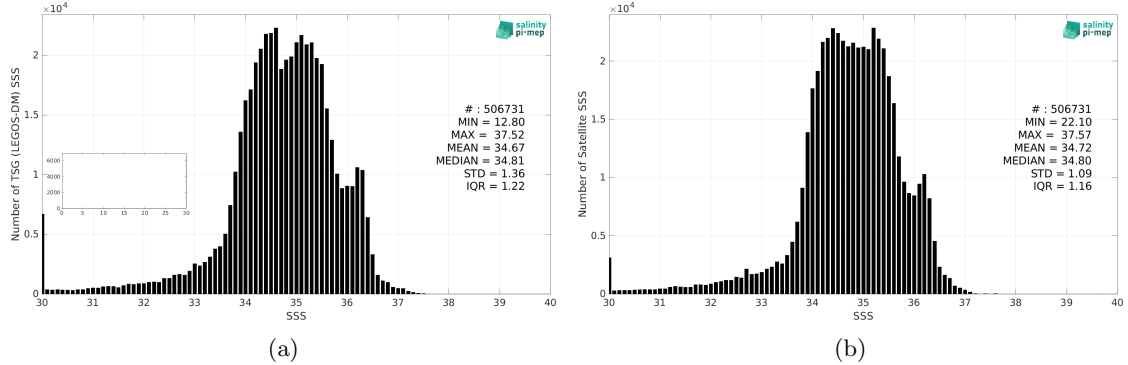 ×10⁴
2
1.5
1
0.5
0
Number of TSG (LEGOS-DM) SSS
30
31
32
33
34
35
36
37
38
39
40
SSS
salinity
pi-mep
# : 506731
MIN = 12.80
MAX = 37.52
MEAN = 34.67
MEDIAN = 34.81
STD = 1.36
IQR = 1.22
6000
4000
2000
0
0
5
10
15
20
25
30
(a)
×10⁴
2
1.5
1
0.5
0
Number of Satellite SSS
30
31
32
33
34
35
36
37
38
39
40
SSS
salinity
pi-mep
# : 506731
MIN = 22.10
MAX = 37.57
MEAN = 34.72
MEDIAN = 34.80
STD = 1.09
IQR = 1.16
(b)